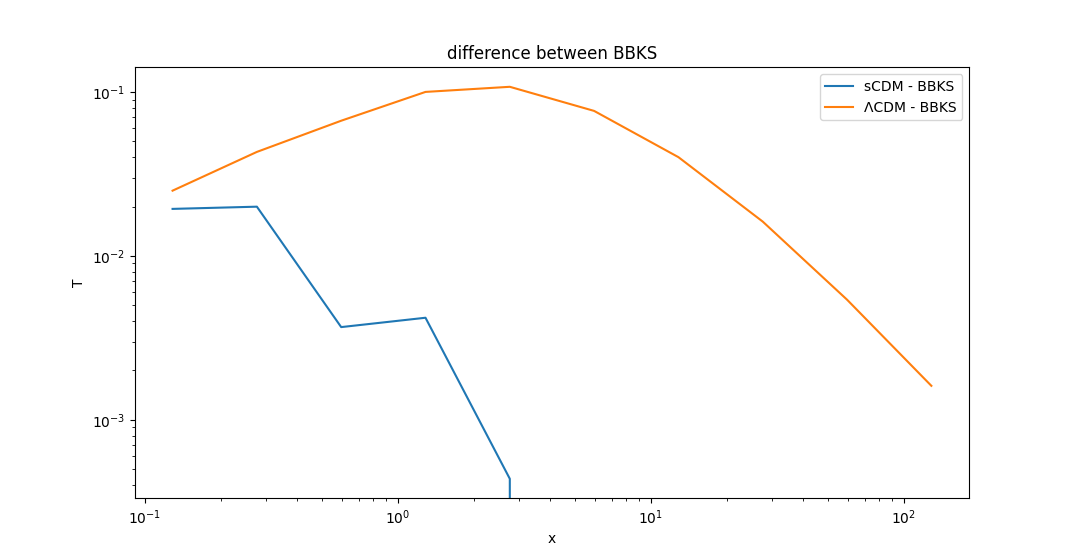 difference between BBKS
sCDM - BBKS
ΛCDM - BBKS
10⁻¹
10⁻²
10⁻³
T
10⁻¹ 10⁰ 10¹ 10²
x